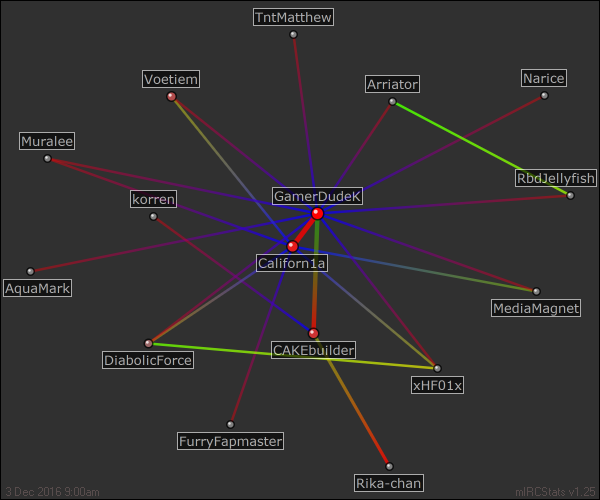 TntMatthew
Voetiem
Arriator
Narice
Muralee
korren
GamerDudeK
RbdJellyfish
Californ1a
AquaMark
MediaMagnet
DiabolicForce
CAKEbuilder
xHF01x
FurryFapmaster
Rika-chan
3 Dec 2016 9:00am
mIRCStats v1.25